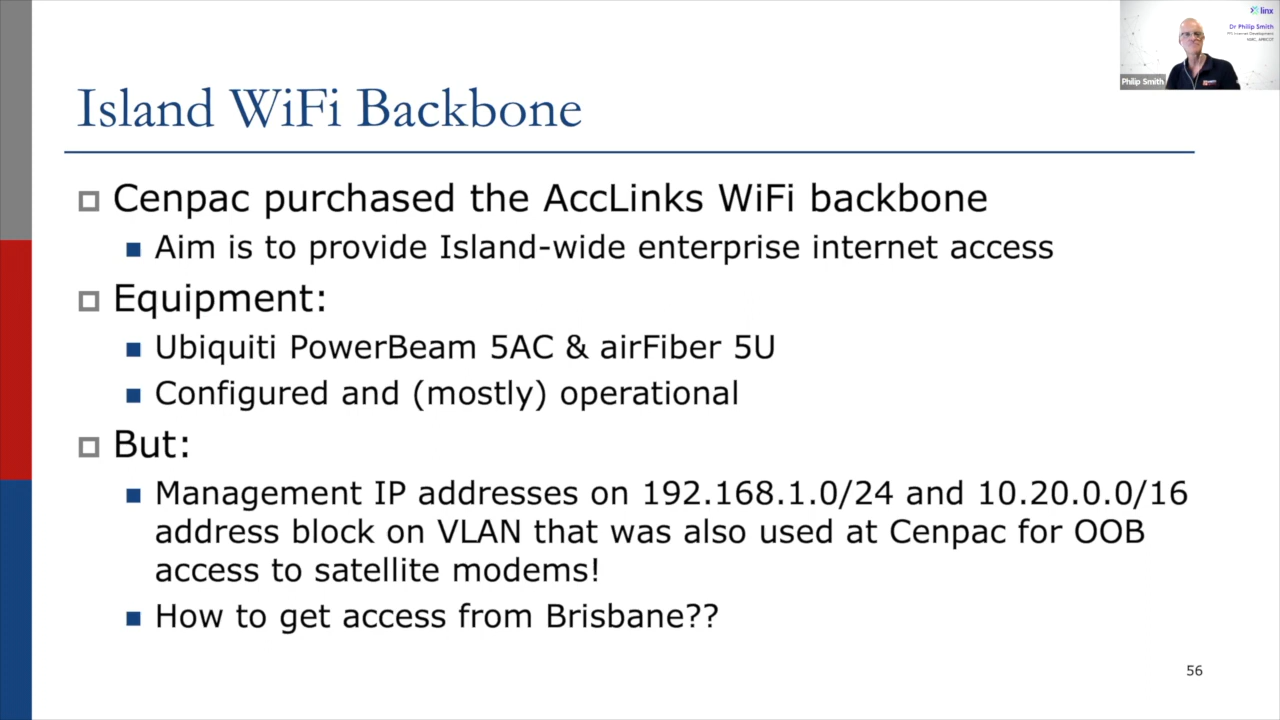 linx
Dr Philip Smith
Philip Smith
Island WiFi Backbone
Cenpac purchased the AccLinks WiFi backbone
Aim is to provide Island-wide enterprise internet access
Equipment:
Ubiquiti PowerBeam 5AC & airFiber 5U
Configured and (mostly) operational
But:
Management IP addresses on 192.168.1.0/24 and 10.20.0.0/16
address block on VLAN that was also used at Cenpac for OOB
access to satellite modems!
How to get access from Brisbane??
56